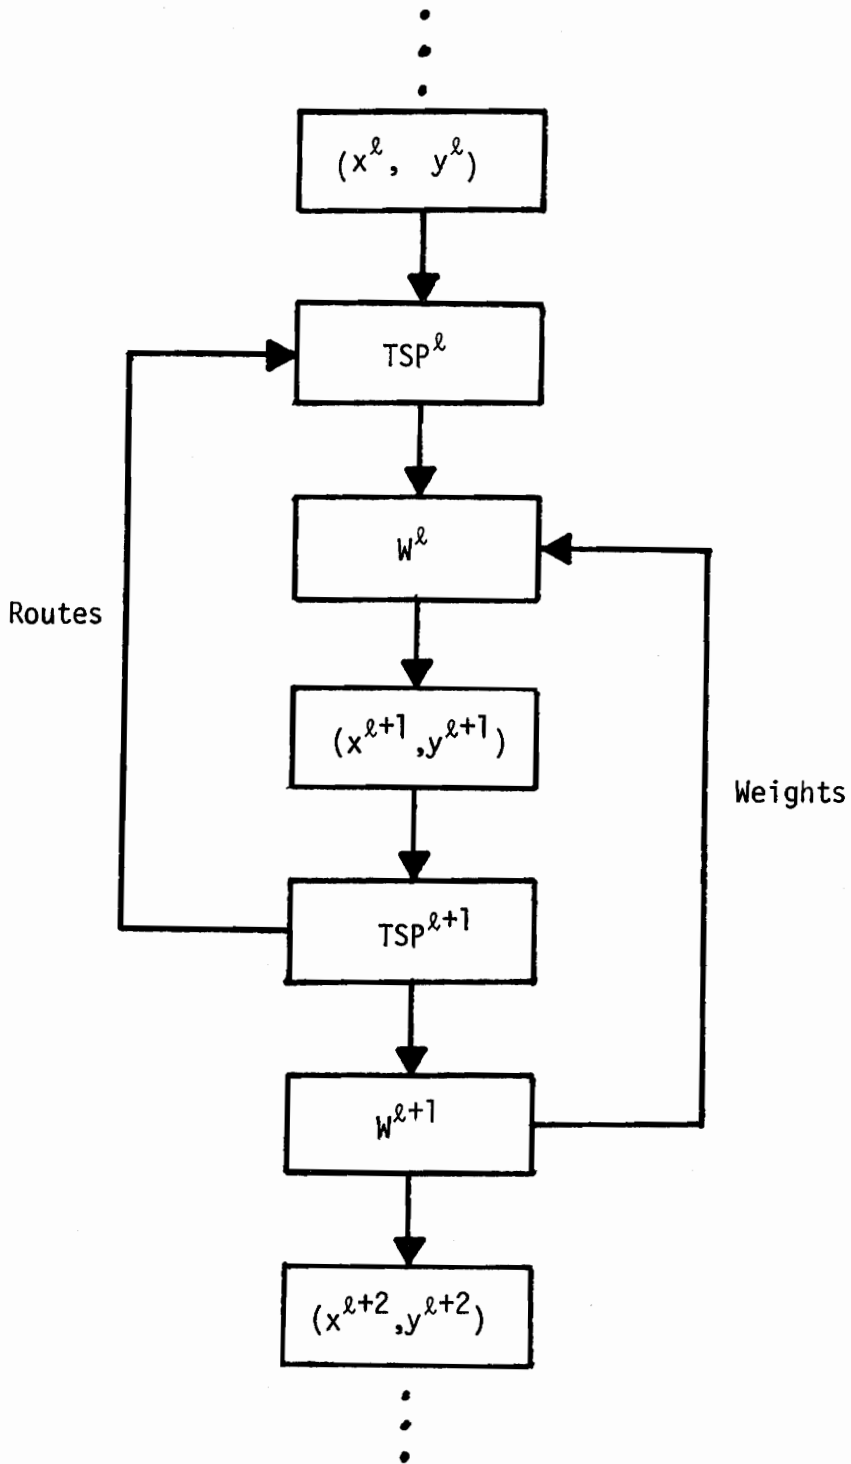 (x^ℓ, y^ℓ)
TSP^ℓ
W^ℓ
Routes
(x^ℓ+1,y^ℓ+1)
Weights
TSP^ℓ+1
W^ℓ+1
(x^ℓ+2,y^ℓ+2)